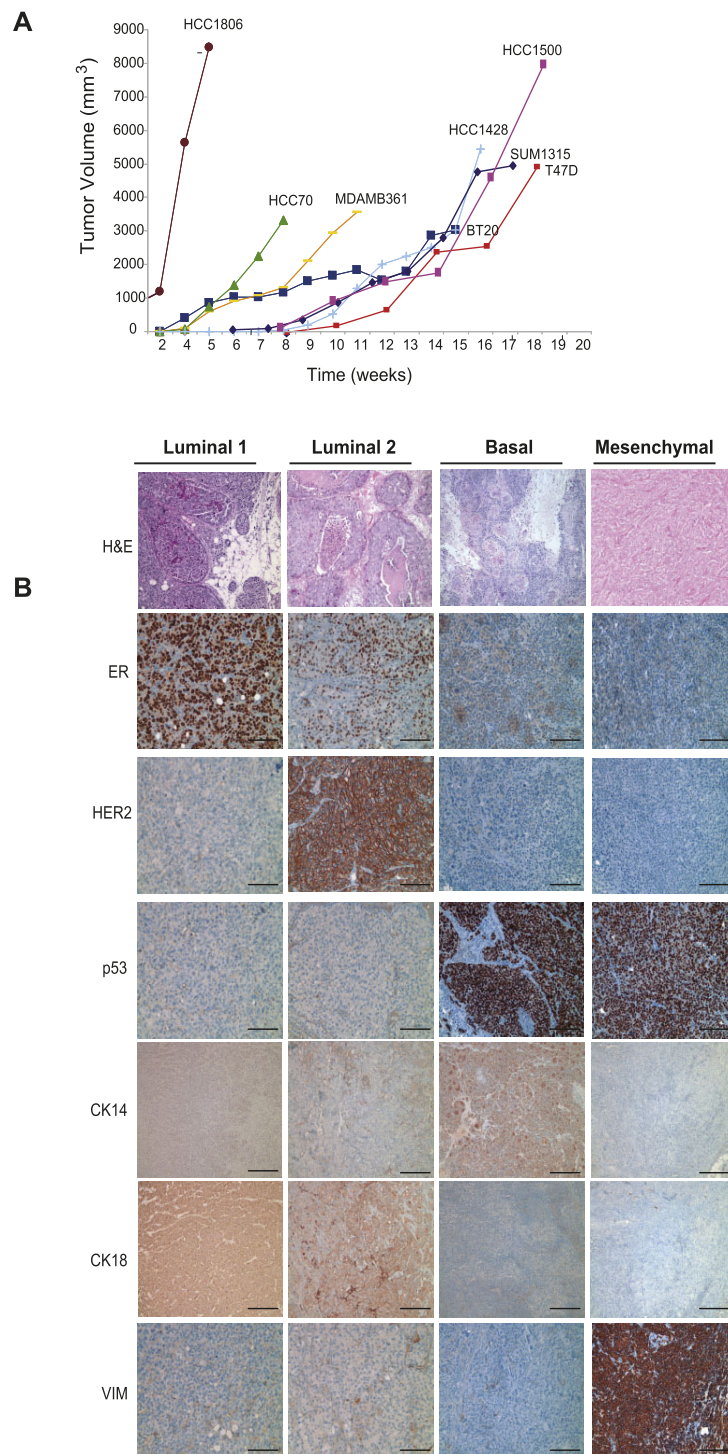 A
Tumor Volume (mm3)
9000
8000
7000
6000
5000
4000
3000
2000
1000
0
HCC1806
HCC70
MDAMB361
HCC1500
HCC1428
SUM1315
T47D
BT20
2 4 5 6 7 8 9 10 11 12 13 14 15 16 17 18 19 20
Time (weeks)
Luminal 1 Luminal 2 Basal Mesenchymal
H&E
B
ER
HER2
p53
CK14
CK18
VIM